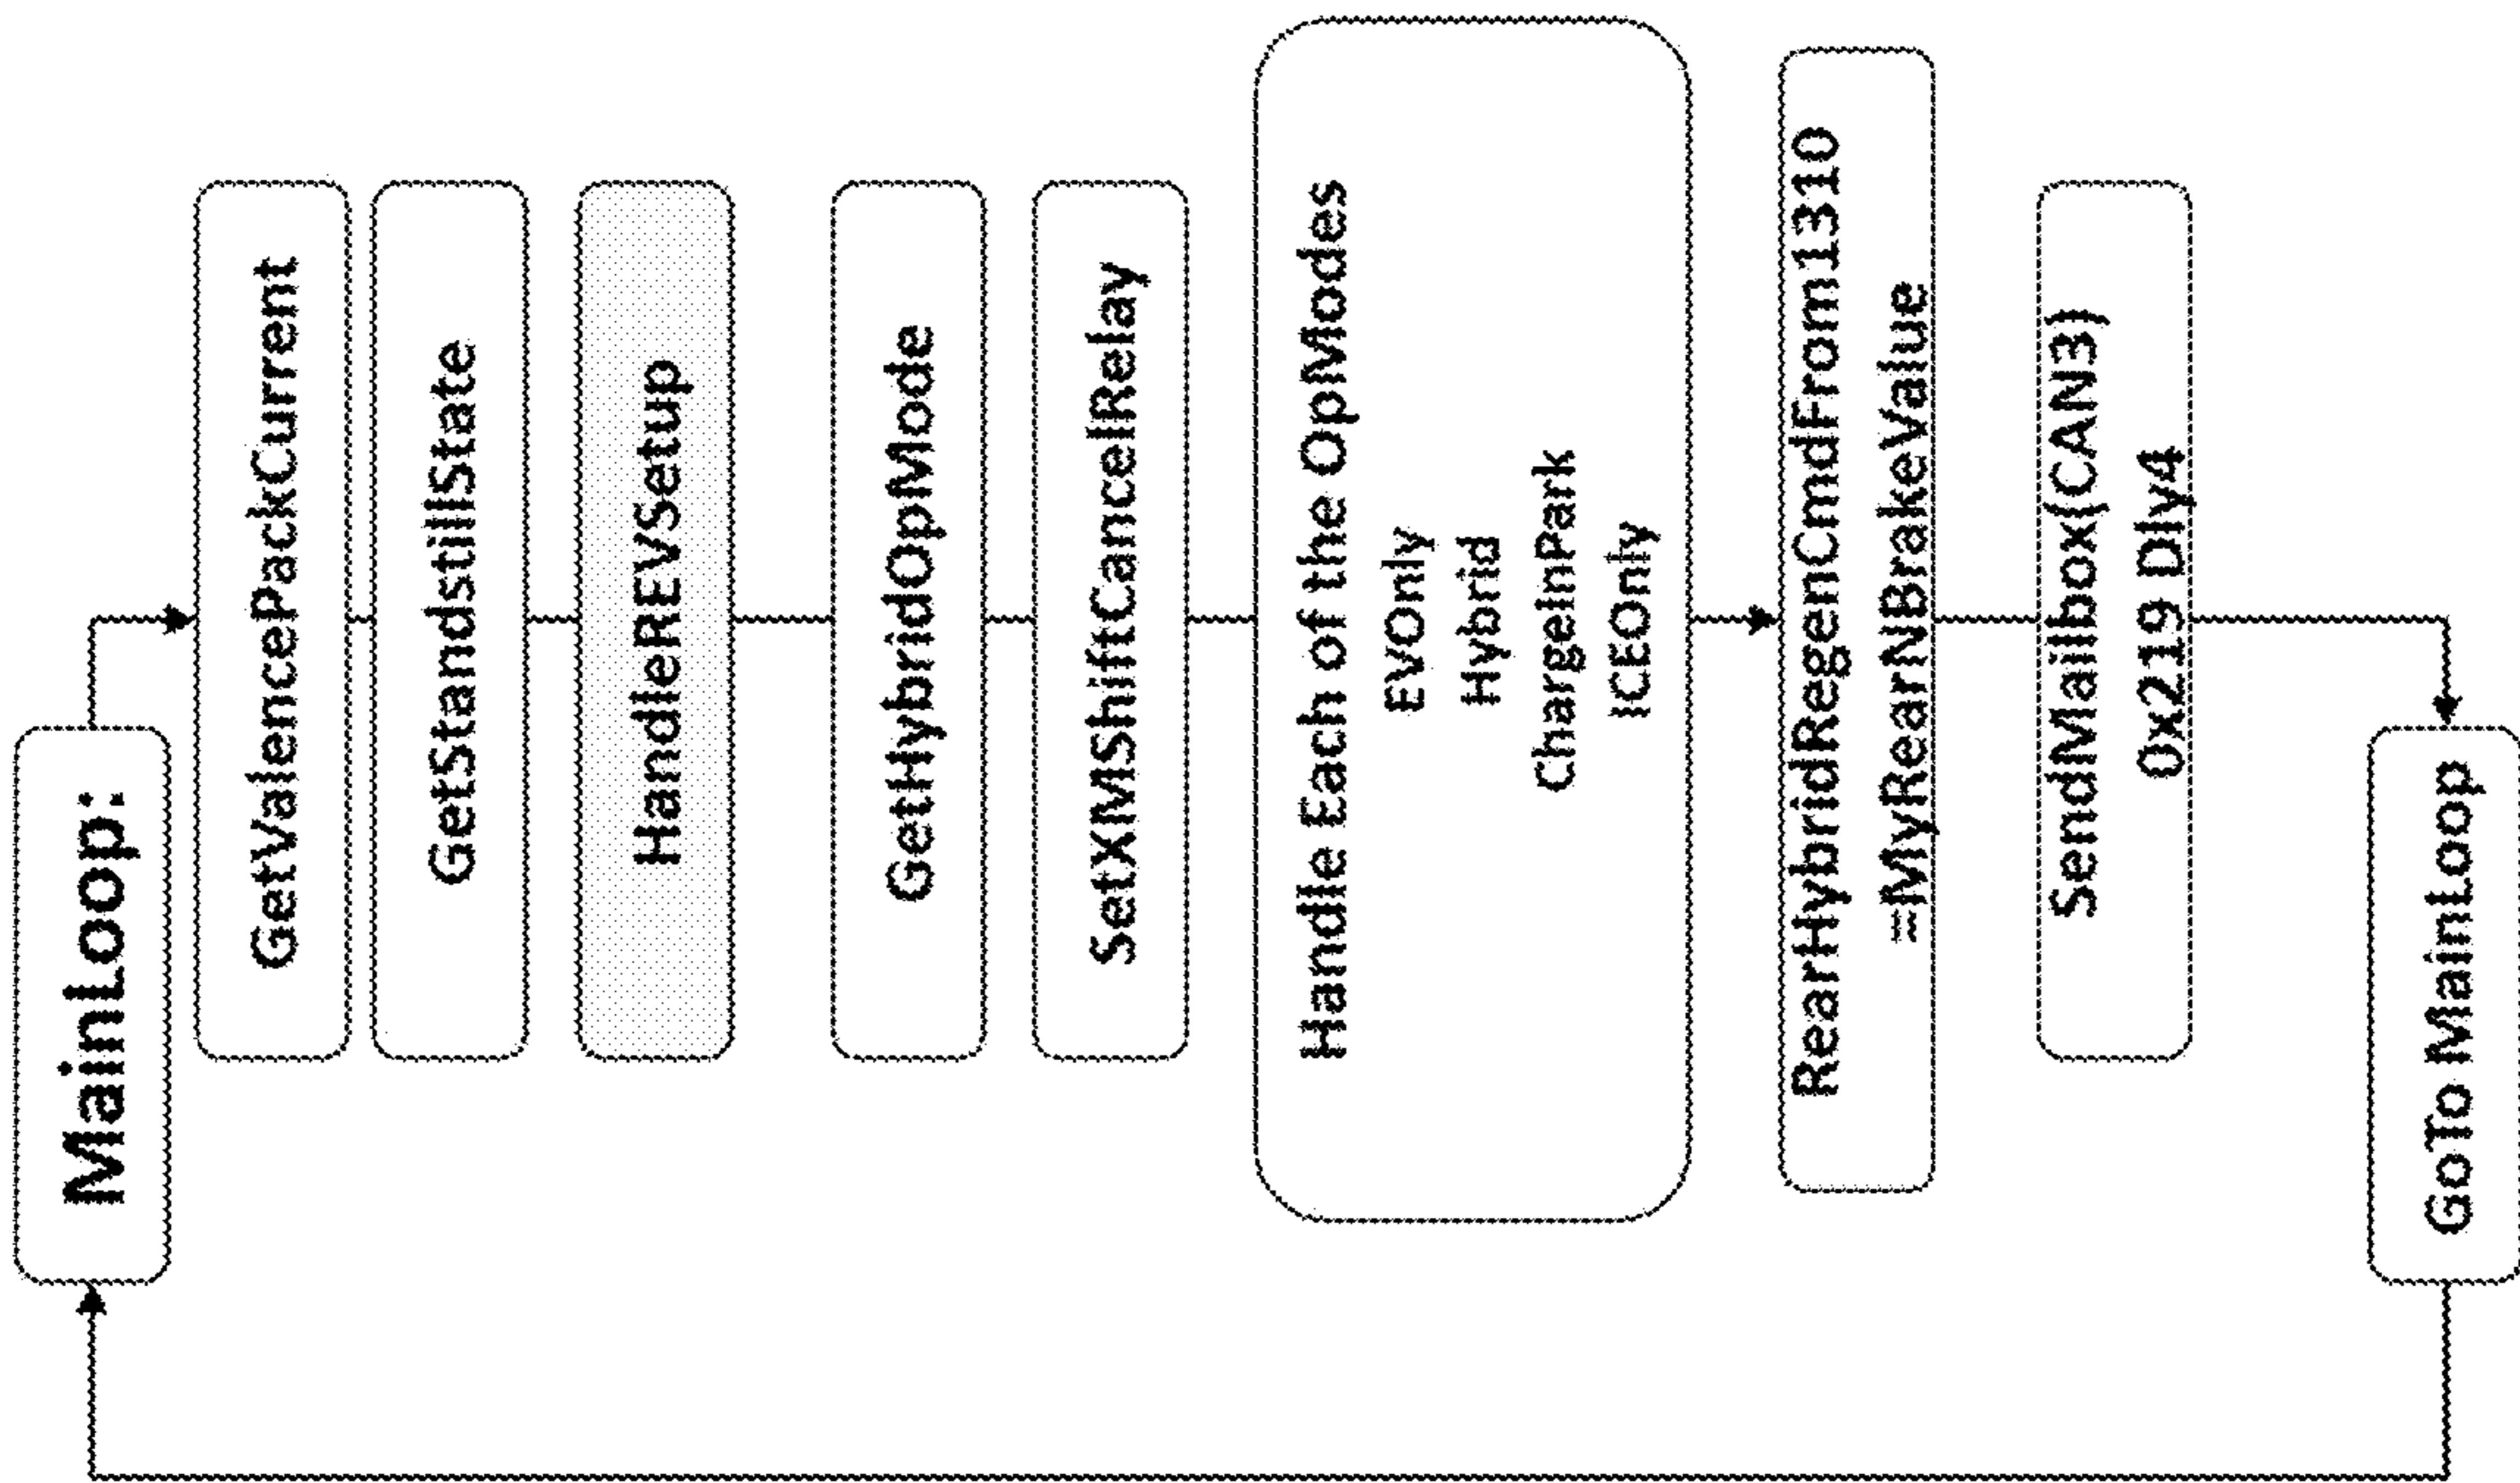 MainLoop:
GetValencePackCurrent
GetStandstillState
HandleREVSetup
GetHybridOpMode
SetXMShiftCancelRelay
Handle Each of the OpModes
EVOnly
Hybrid
ChargeInPark
ICEOnly
RearHybridRegenCmdFrom1310
=MyRearNBrakeValue
SendMailbox(CAN3)
0x219 Dly4
GoTo MainLoop